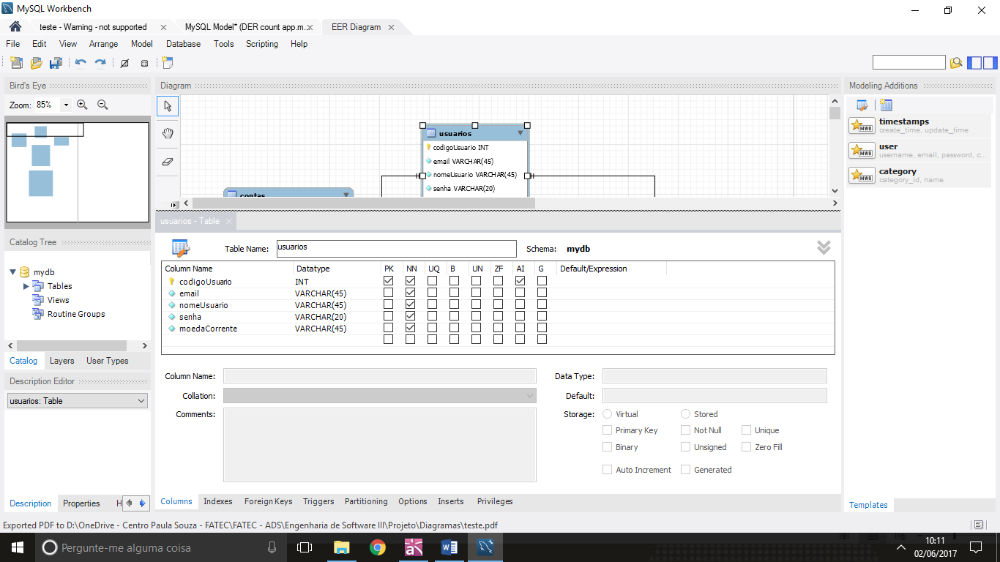 MySQL Workbench
teste - Warning - not supported
MySQL Model* (DER count app.m...
EER Diagram
File Edit View Arrange Model Database Tools Scripting Help
Bird's Eye
Zoom: 85%
Diagram
usuarios
codigoUsuario INT
email VARCHAR(45)
nomeUsuario VARCHAR(45)
senha VARCHAR(20)
contas
Modeling Additions
timestamps
create_time, update_time
user
username, email, password, c...
category
category_id, name
MWB
MWB
MWB
Templates
Catalog Tree
mydb
Tables
Views
Routine Groups
Catalog Layers User Types
Description Editor
usuarios: Table
Description Properties H
usuarios - Table
Table Name: usuarios Schema: mydb
Column Name Datatype PK NN UQ B UN ZF AI G Default/Expression
codigoUsuario INT
email VARCHAR(45)
nomeUsuario VARCHAR(45)
senha VARCHAR(20)
moedaCorrente VARCHAR(45)
Column Name: Data Type:
Collation: Default:
Comments: Storage: Virtual Stored
Primary Key Not Null Unique
Binary Unsigned Zero Fill
Auto Increment Generated
Columns Indexes Foreign Keys Triggers Partitioning Options Inserts Privileges
Exported PDF to D:\OneDrive - Centro Paula Souza - FATEC\FATEC - ADS\Engenharia de Software III\Projeto\Diagramas\teste.pdf
Pergunte-me alguma coisa
10:11
02/06/2017